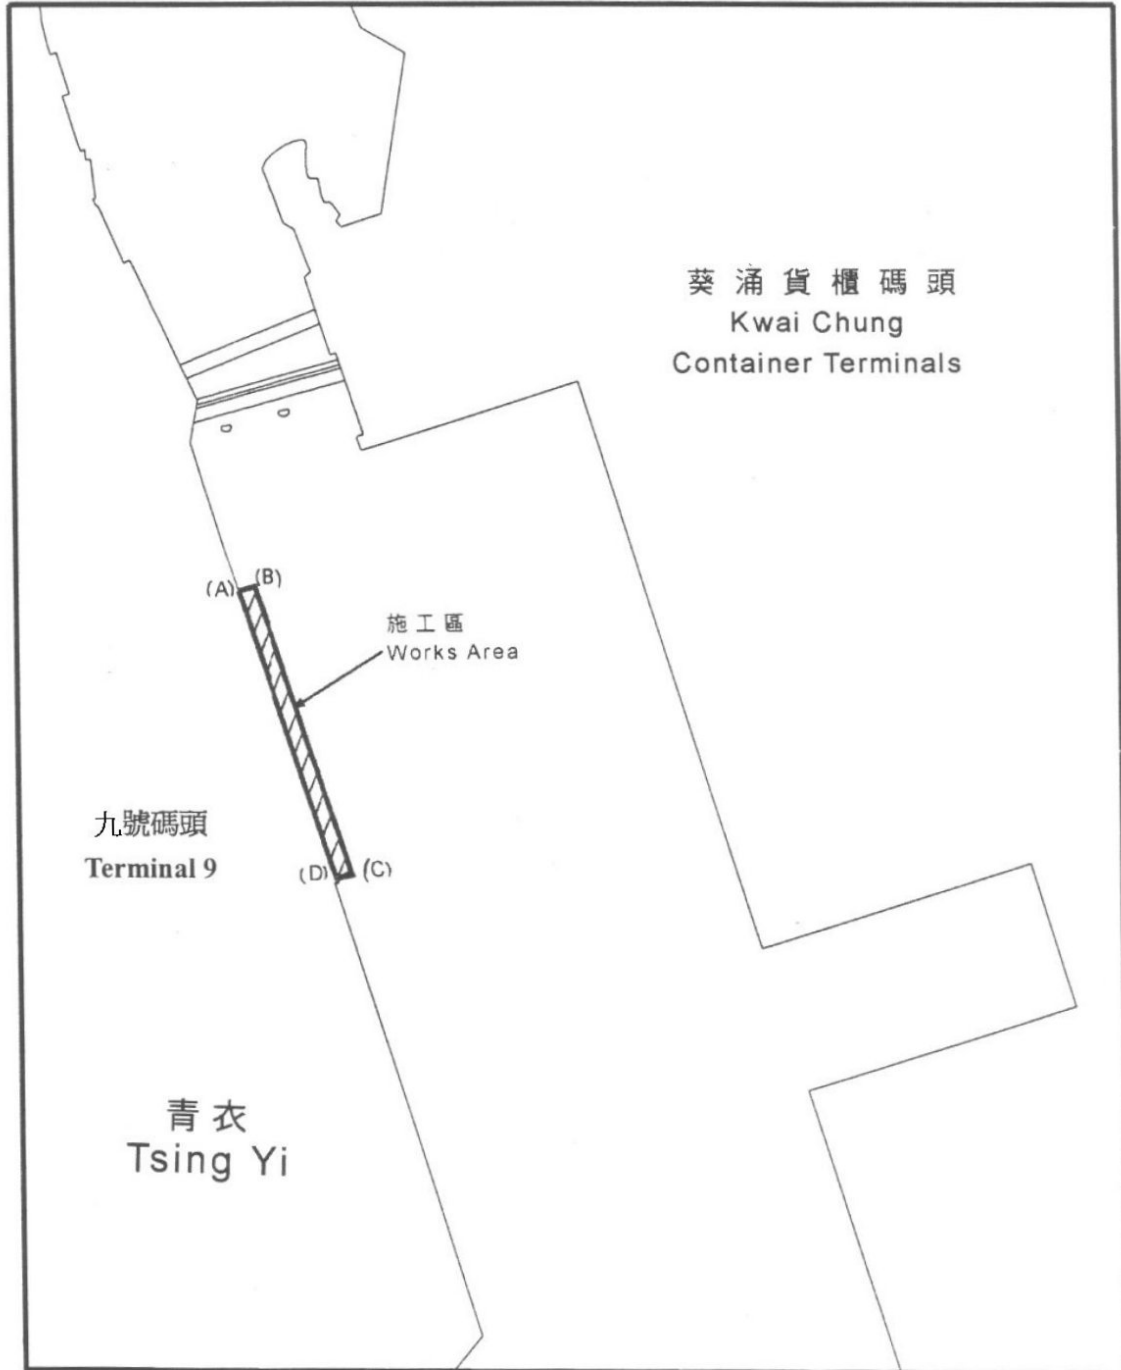 葵涌貨櫃碼頭
Kwai Chung
Container Terminals
(A)
(B)
施工區
Works Area
九號碼頭
Terminal 9
(D)
(C)
青衣
Tsing Yi